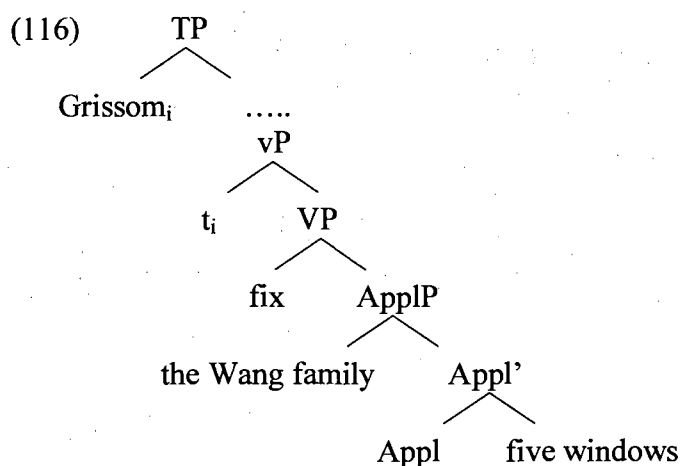 (116) TP
Grissomi .....
vP
ti VP
fix ApplP
the Wang family Appl’
Appl five windows